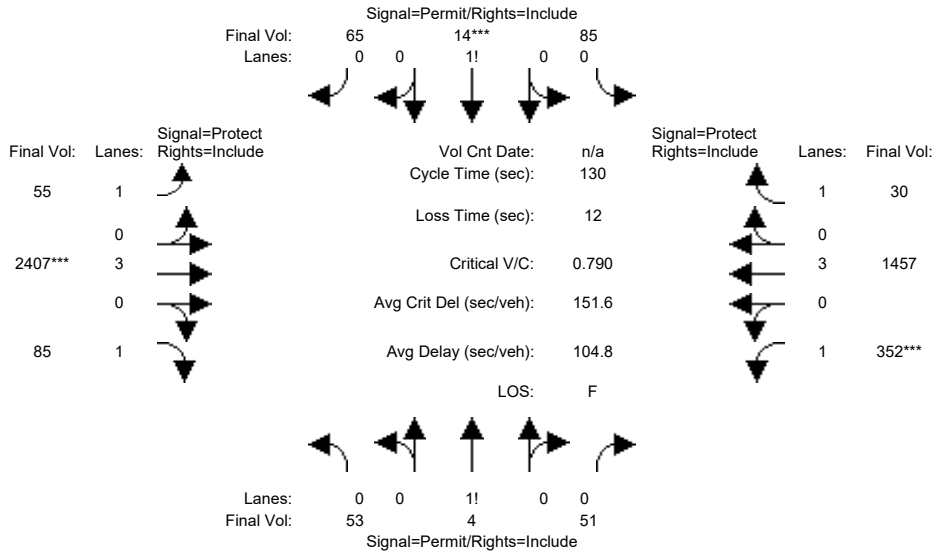 Signal=Permit/Rights=Include
Final Vol: 65 14*** 85
Lanes: 0 0 1! 0 0
Signal=Protect
Final Vol: Lanes: Rights=Include
Vol Cnt Date: n/a
Signal=Protect
Rights=Include Lanes: Final Vol:
Cycle Time (sec): 130
55 1
1 30
Loss Time (sec): 12
0
0
2407*** 3
Critical V/C: 0.790
3 1457
0
Avg Crit Del (sec/veh): 151.6
0
85 1
Avg Delay (sec/veh): 104.8
1 352***
LOS: F
Lanes: 0 0 1! 0 0
Final Vol: 53 4 51
Signal=Permit/Rights=Include